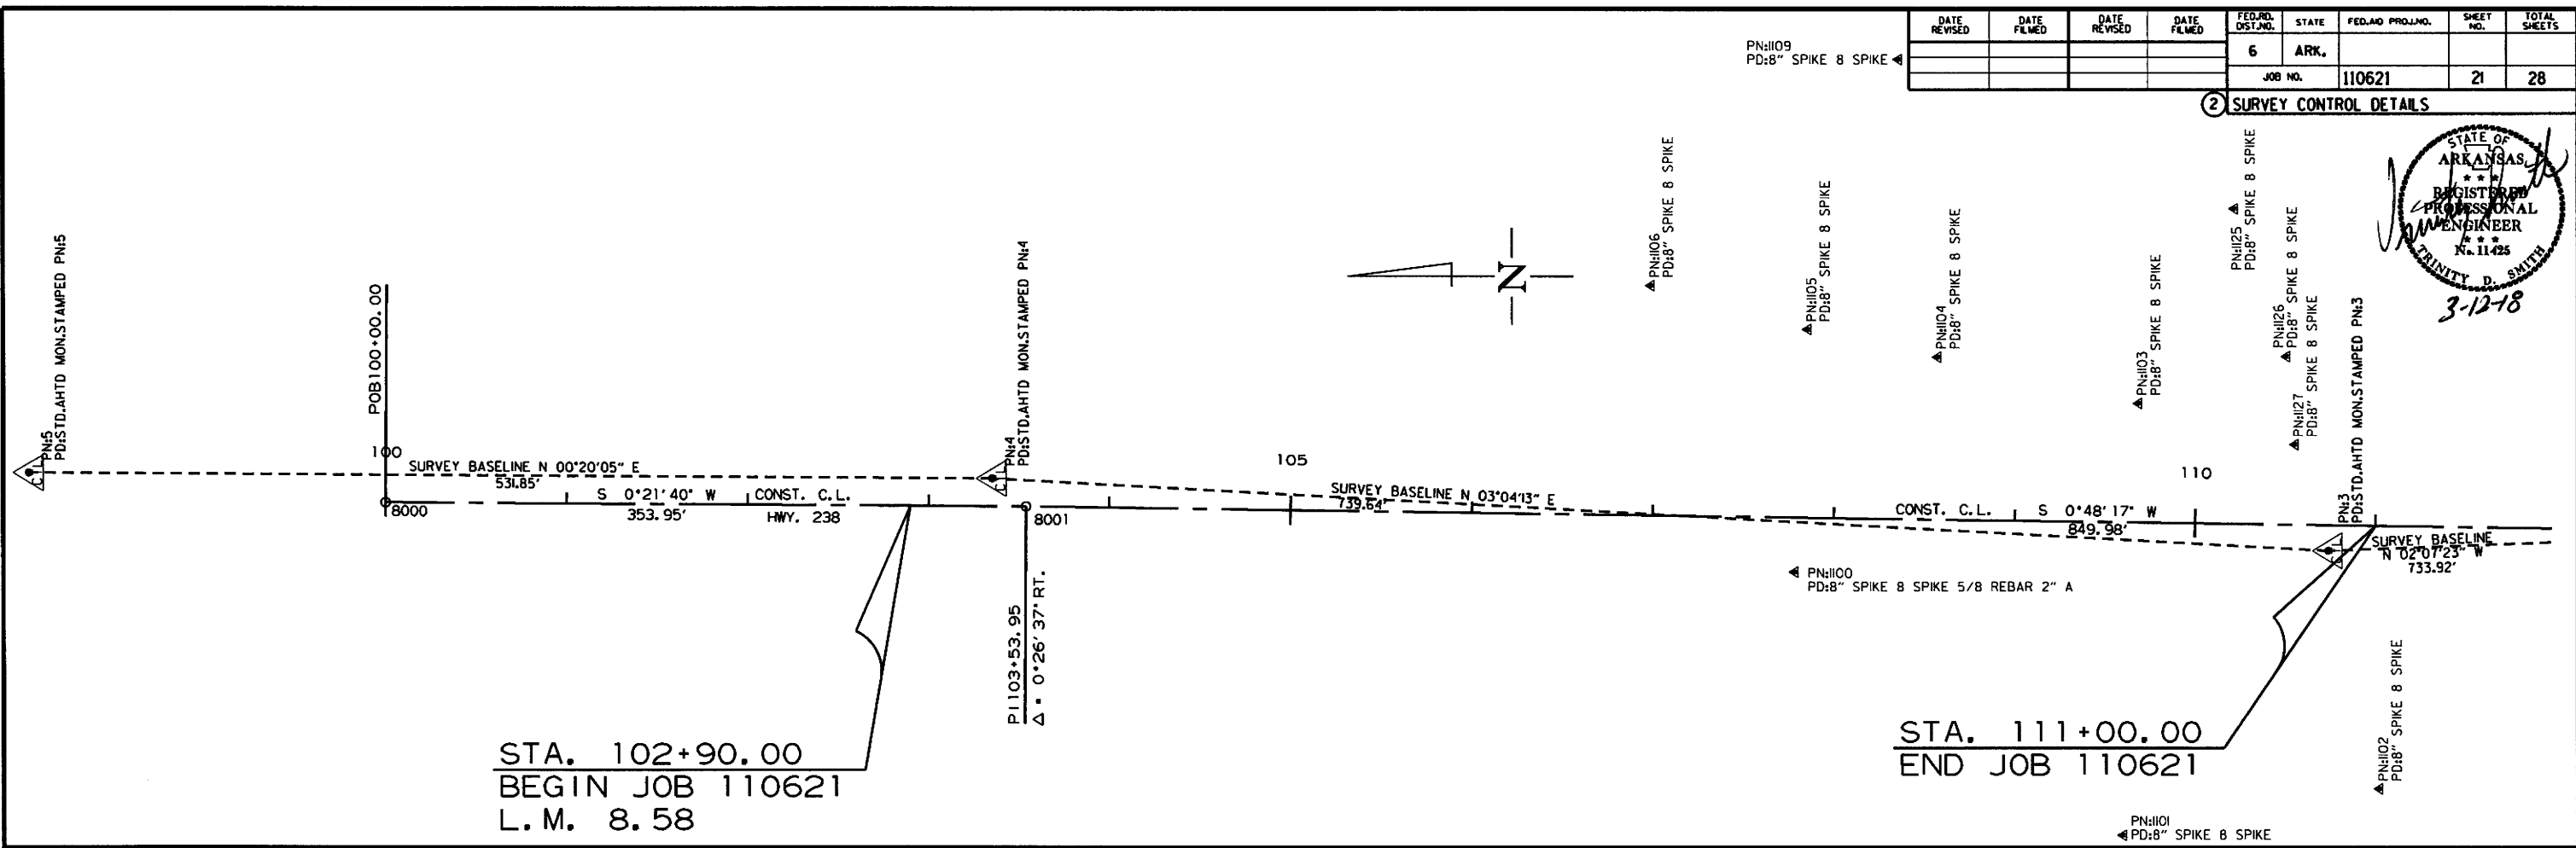 DATE REVISED
DATE FILMED
DATE REVISED
DATE FILMED
FED.RD. DIST.NO.
STATE
FED.AID PROJ.NO.
SHEET NO.
TOTAL SHEETS
6
ARK.
JOB NO.
110621
21
28
2 SURVEY CONTROL DETAILS
STATE OF
ARKANSAS
REGISTERED
PROFESSIONAL
ENGINEER
No. 11425
TRINITY D. SMITH
3-12-18
PN:1109
PD:8" SPIKE 8 SPIKE
PN:1106
PD:8" SPIKE 8 SPIKE
PN:1105
PD:8" SPIKE 8 SPIKE
PN:1104
PD:8" SPIKE 8 SPIKE
PN:1103
PD:8" SPIKE 8 SPIKE
PN:1125
PD:8" SPIKE 8 SPIKE
PN:1126
PD:8" SPIKE 8 SPIKE
PN:1127
PD:8" SPIKE 8 SPIKE
N
PN:5
PD:STD.AHTD MON.STAMPED PN:5
POB100+00.00
PN:4
PD:STD.AHTD MON.STAMPED PN:4
PN:3
PD:STD.AHTD MON.STAMPED PN:3
100
SURVEY BASELINE N 00°20'05" E
531.85'
8000
S 0°21'40" W
353.95'
CONST. C.L.
HWY. 238
8001
105
SURVEY BASELINE N 03°04'13" E
739.64'
CONST. C.L.
S 0°48'17" W
849.98'
110
SURVEY BASELINE
N 02°07'23" W
733.92'
PI103+53.95
Δ = 0°26'37" RT.
PN:1100
PD:8" SPIKE 8 SPIKE 5/8 REBAR 2" A
PN:1102
PD:8" SPIKE 8 SPIKE
PN:1101
PD:8" SPIKE 8 SPIKE
STA. 102+90.00
BEGIN JOB 110621
L.M. 8.58
STA. 111+00.00
END JOB 110621